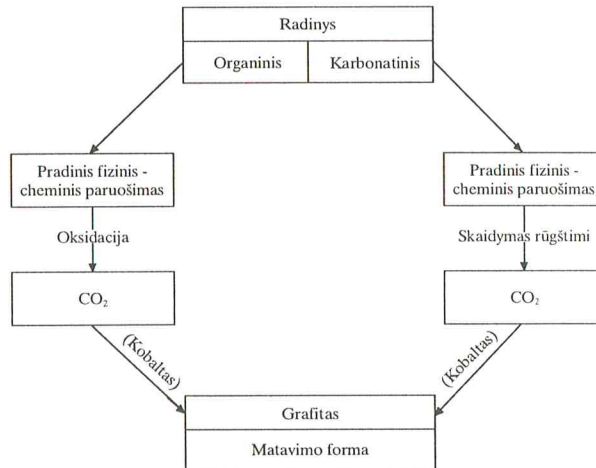 Radinys
Organinis
Karbonatinis
Pradinis fizinis -
cheminis paruošimas
Pradinis fizinis -
cheminis paruošimas
Oksidacija
Skaidymas rūgštimi
CO₂
CO₂
(Kobaltas)
(Kobaltas)
Grafitas
Matavimo forma